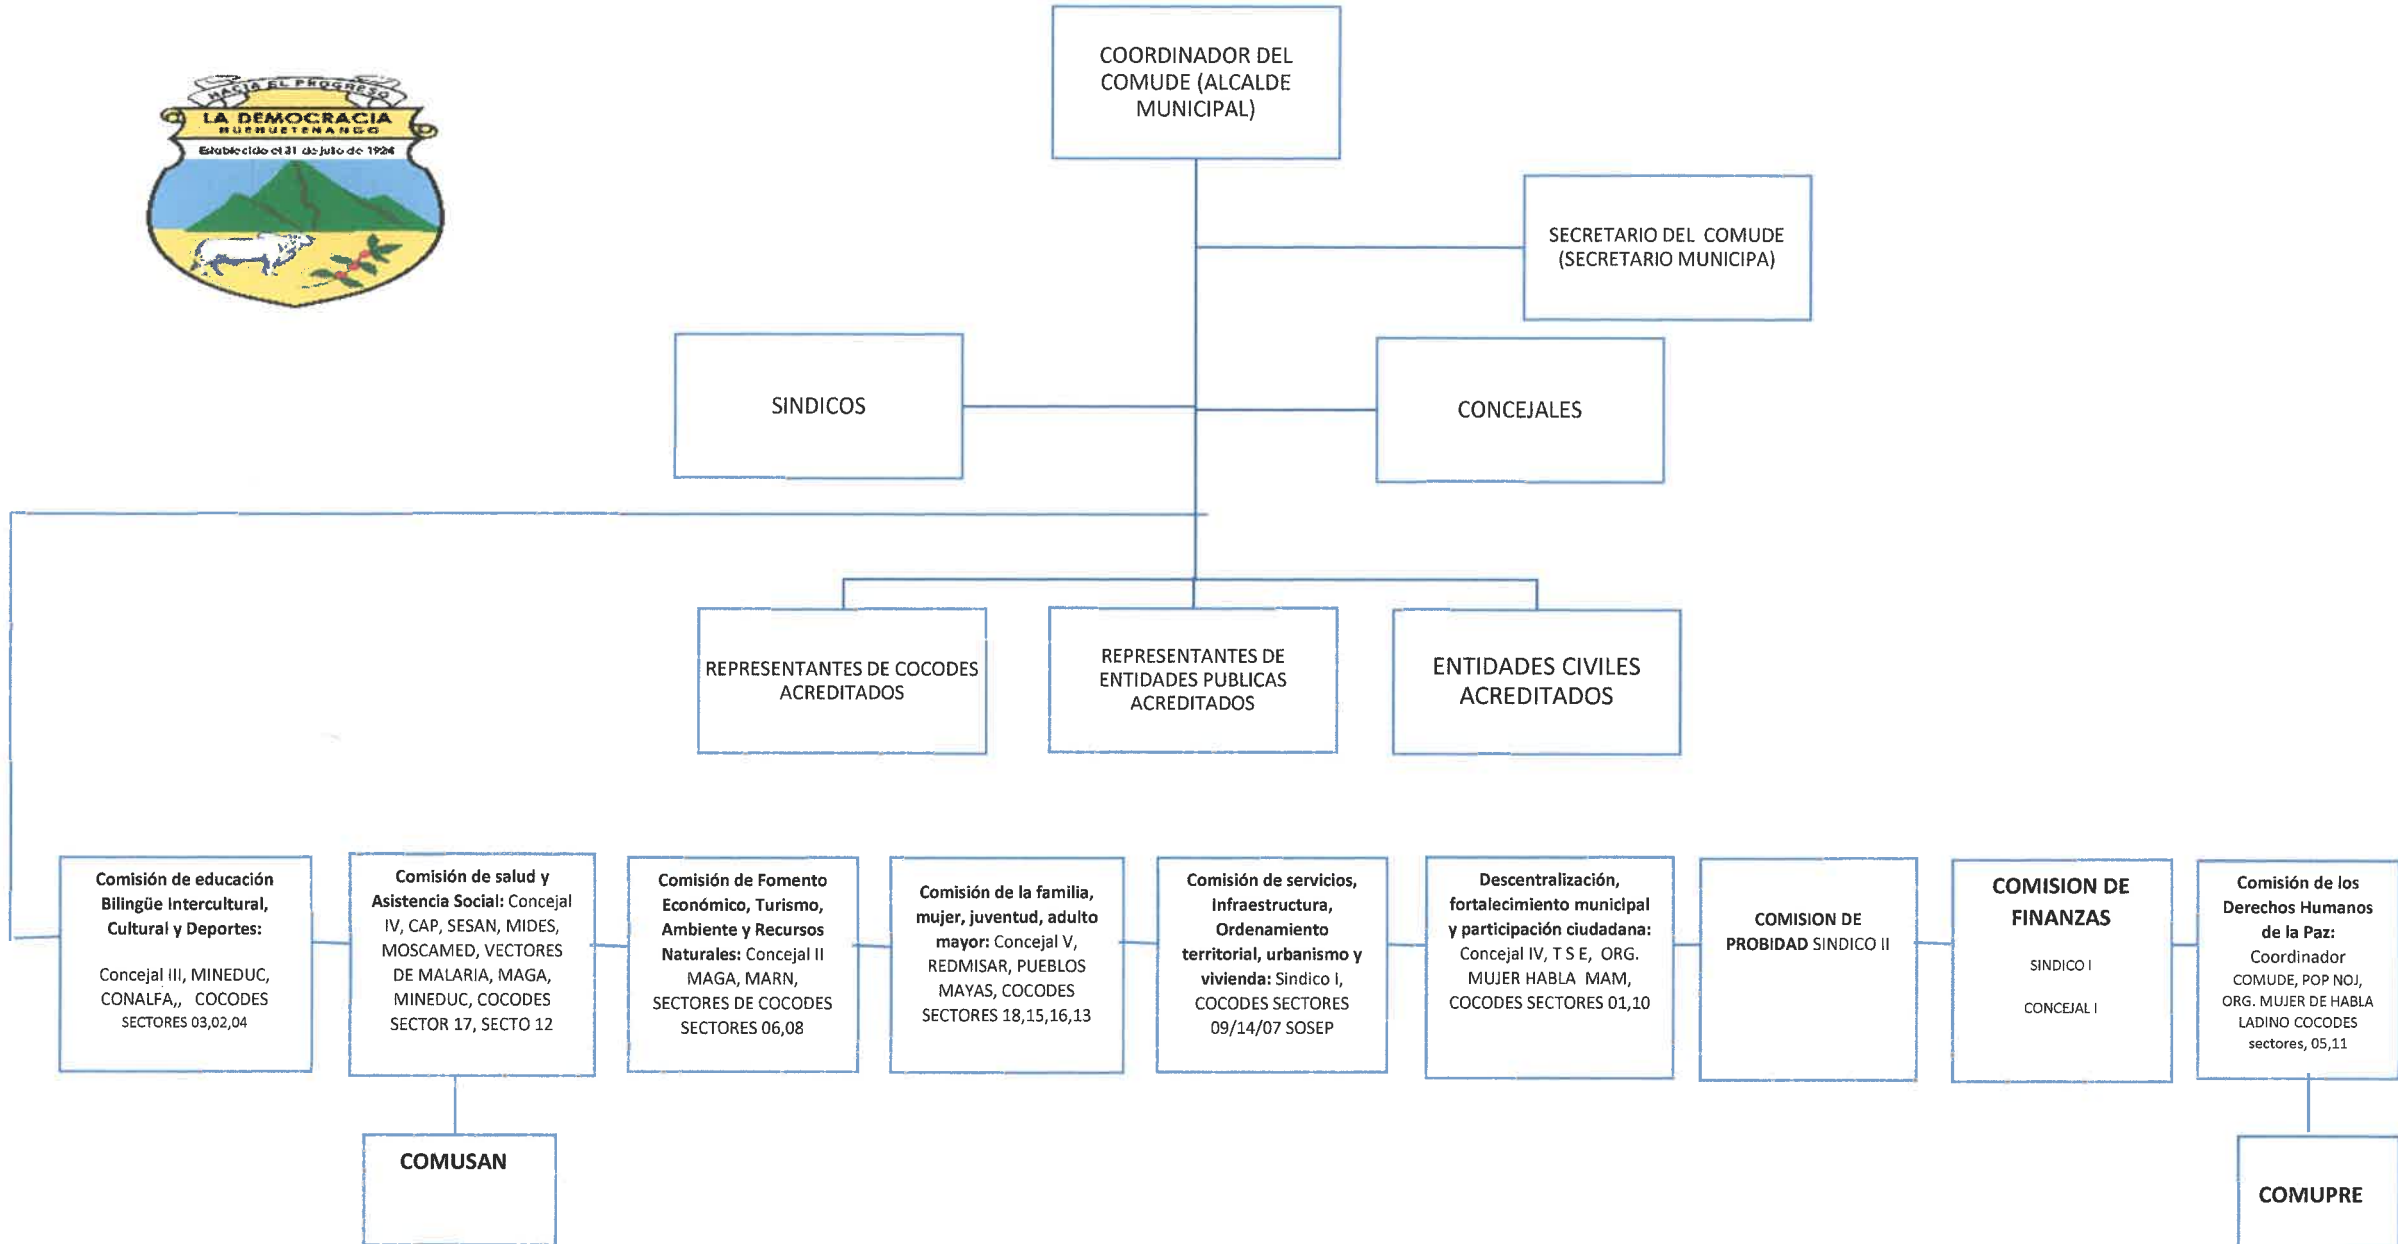 HACIA EL PROGRESO
LA DEMOCRACIA
HUEHUETENANGO
Establecido el 31 de julio de 1924
COORDINADOR DEL
COMUDE (ALCALDE
MUNICIPAL)
SECRETARIO DEL COMUDE
(SECRETARIO MUNICIPA)
SINDICOS
CONCEJALES
REPRESENTANTES DE COCODES
ACREDITADOS
REPRESENTANTES DE
ENTIDADES PUBLICAS
ACREDITADOS
ENTIDADES CIVILES
ACREDITADOS
Comisión de educación
Bilingüe Intercultural,
Cultural y Deportes:
Concejal III, MINEDUC,
CONALFA,, COCODES
SECTORES 03,02,04
Comisión de salud y
Asistencia Social: Concejal
IV, CAP, SESAN, MIDES,
MOSCAMED, VECTORES
DE MALARIA, MAGA,
MINEDUC, COCODES
SECTOR 17, SECTO 12
Comisión de Fomento
Económico, Turismo,
Ambiente y Recursos
Naturales: Concejal II
MAGA, MARN,
SECTORES DE COCODES
SECTORES 06,08
Comisión de la familia,
mujer, juventud, adulto
mayor: Concejal V,
REDMISAR, PUEBLOS
MAYAS, COCODES
SECTORES 18,15,16,13
Comisión de servicios,
Infraestructura,
Ordenamiento
territorial, urbanismo y
vivienda: Sindico I,
COCODES SECTORES
09/14/07 SOSEP
Descentralización,
fortalecimiento municipal
y participación ciudadana:
Concejal IV, T S E, ORG.
MUJER HABLA MAM,
COCODES SECTORES 01,10
COMISION DE
PROBIDAD SINDICO II
COMISION DE
FINANZAS
SINDICO I
CONCEJAL I
Comisión de los
Derechos Humanos
de la Paz:
Coordinador
COMUDE, POP NOJ,
ORG. MUJER DE HABLA
LADINO COCODES
sectores, 05,11
COMUSAN
COMUPRE